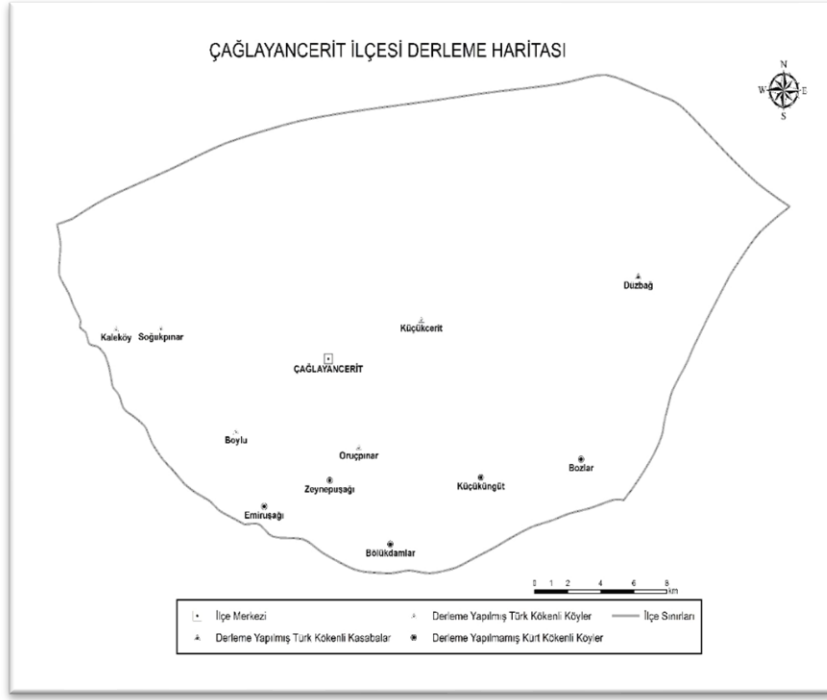 ÇAĞLAYANCERİT İLÇESİ DERLEME HARİTASI
N
W E
S
Düzbağ
Küçükcerit
Kaleköy Soğukpınar
ÇAĞLAYANCERİT
Boylu
Oruçpınar
Bozlar
Zeynepuşağı
Küçüküngüt
Emiruşağı
Bölükdamlar
0 1 2 4 6 8
km
İlçe Merkezi Derleme Yapılmış Türk Kökenli Köyler İlçe Sınırları
Derleme Yapılmış Türk Kökenli Kasabalar Derleme Yapılmamış Kürt Kökenli Köyler